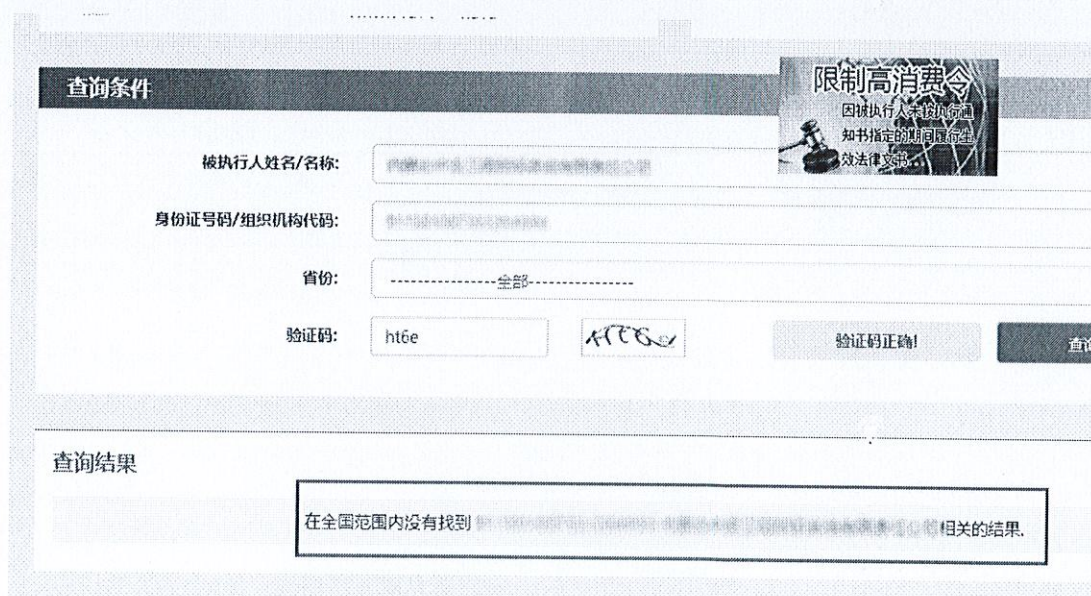 查询条件
限制高消费令
因被执行人未按执行通
知书指定的期间履行生
效法律文书
被执行人姓名/名称:
身份证号码/组织机构代码:
省份:
----------------全部----------------
验证码:
ht6e
验证码正确!
查询结果
在全国范围内没有找到
相关的结果.